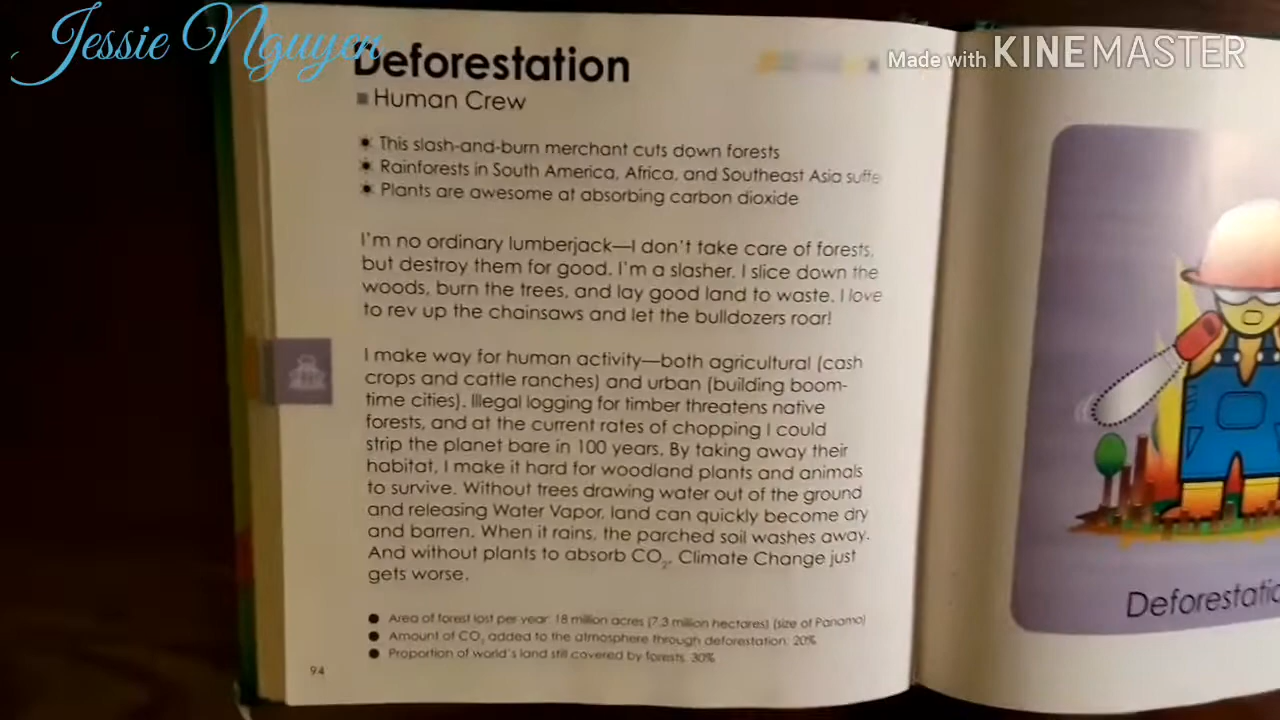 Jessie Nguyen
Made with KINEMASTER
Deforestation
Human Crew
This slash-and-burn merchant cuts down forests
Rainforests in South America, Africa, and Southeast Asia suffe
Plants are awesome at absorbing carbon dioxide
I'm no ordinary lumberjack—I don't take care of forests,
but destroy them for good. I'm a slasher. I slice down the
woods, burn the trees, and lay good land to waste. I love
to rev up the chainsaws and let the bulldozers roar!
I make way for human activity—both agricultural (cash
crops and cattle ranches) and urban (building boom-
time cities). Illegal logging for timber threatens native
forests, and at the current rates of chopping I could
strip the planet bare in 100 years. By taking away their
habitat, I make it hard for woodland plants and animals
to survive. Without trees drawing water out of the ground
and releasing Water Vapor, land can quickly become dry
and barren. When it rains, the parched soil washes away.
And without plants to absorb CO₂, Climate Change just
gets worse.
Area of forest lost per year: 18 million acres (7.3 million hectares) (size of Panama)
Amount of CO₂ added to the atmosphere through deforestation: 20%
Proportion of world's land still covered by forests: 30%
94
Deforestatio